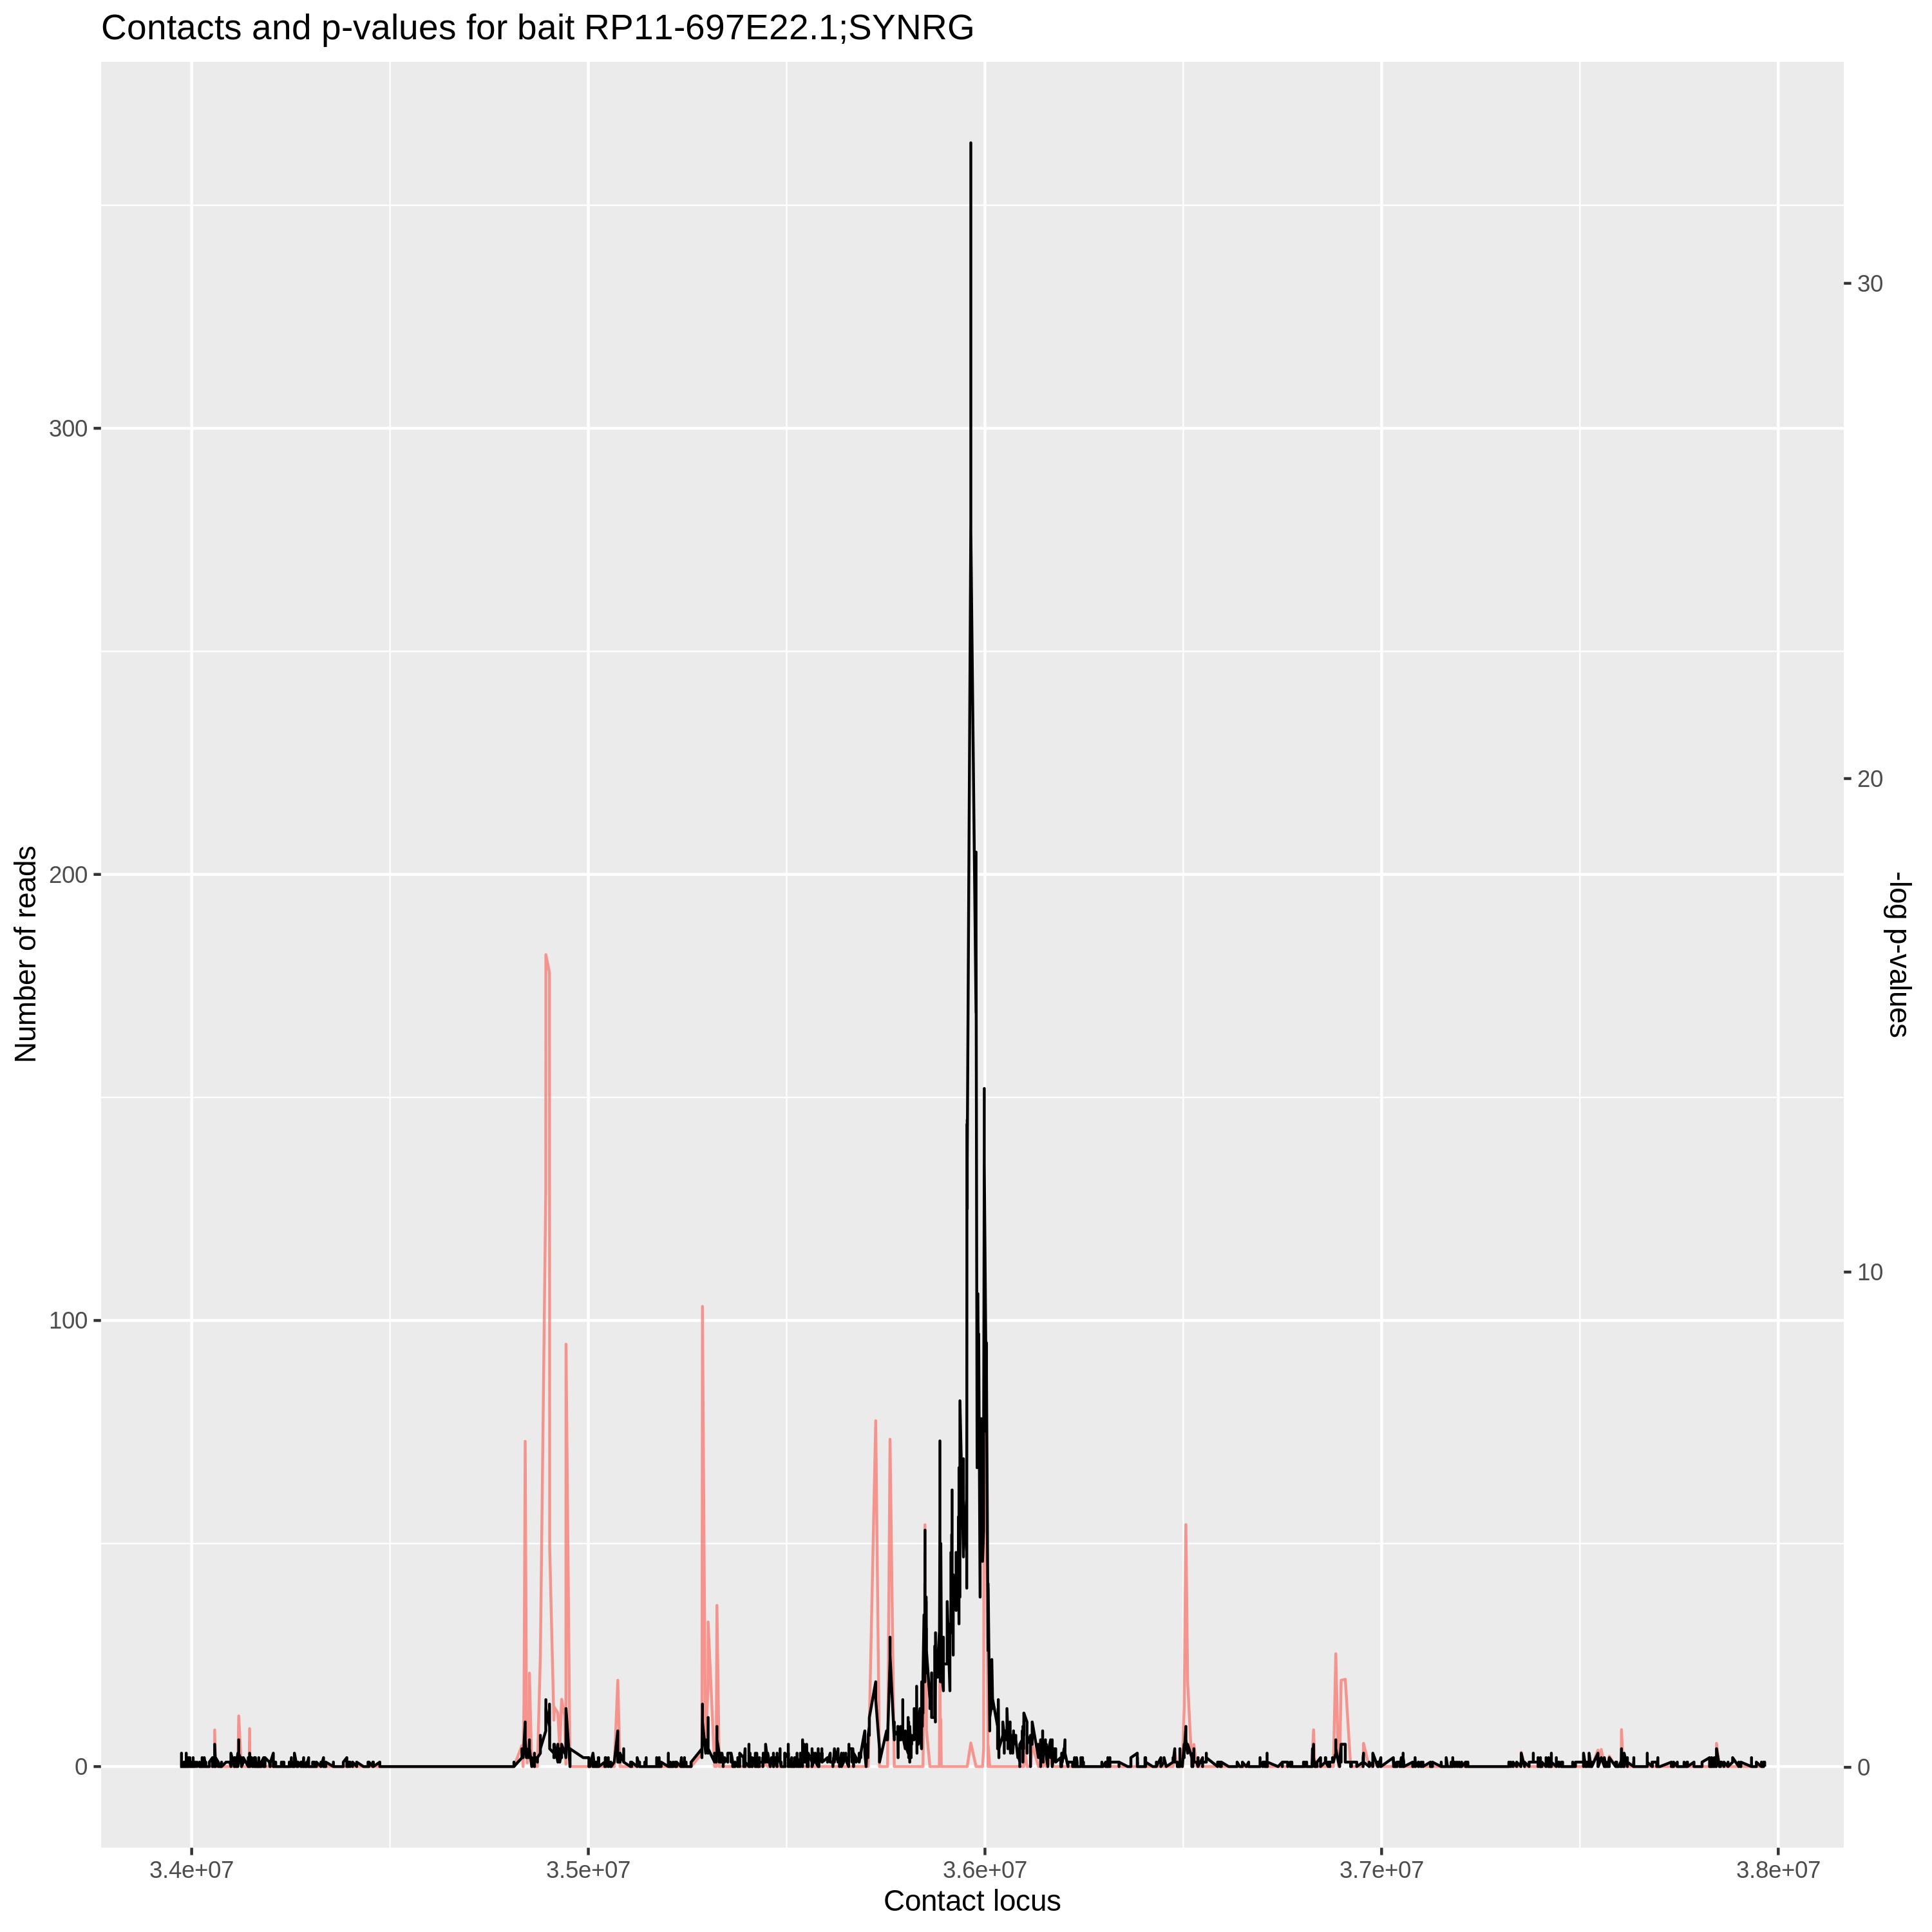 Contacts and p-values for bait RP11-697E22.1;SYNRG
Number of reads
300
200
100
0
30
20
10
0
-log p-values
3.4e+07 3.5e+07 3.6e+07 3.7e+07 3.8e+07
Contact locus